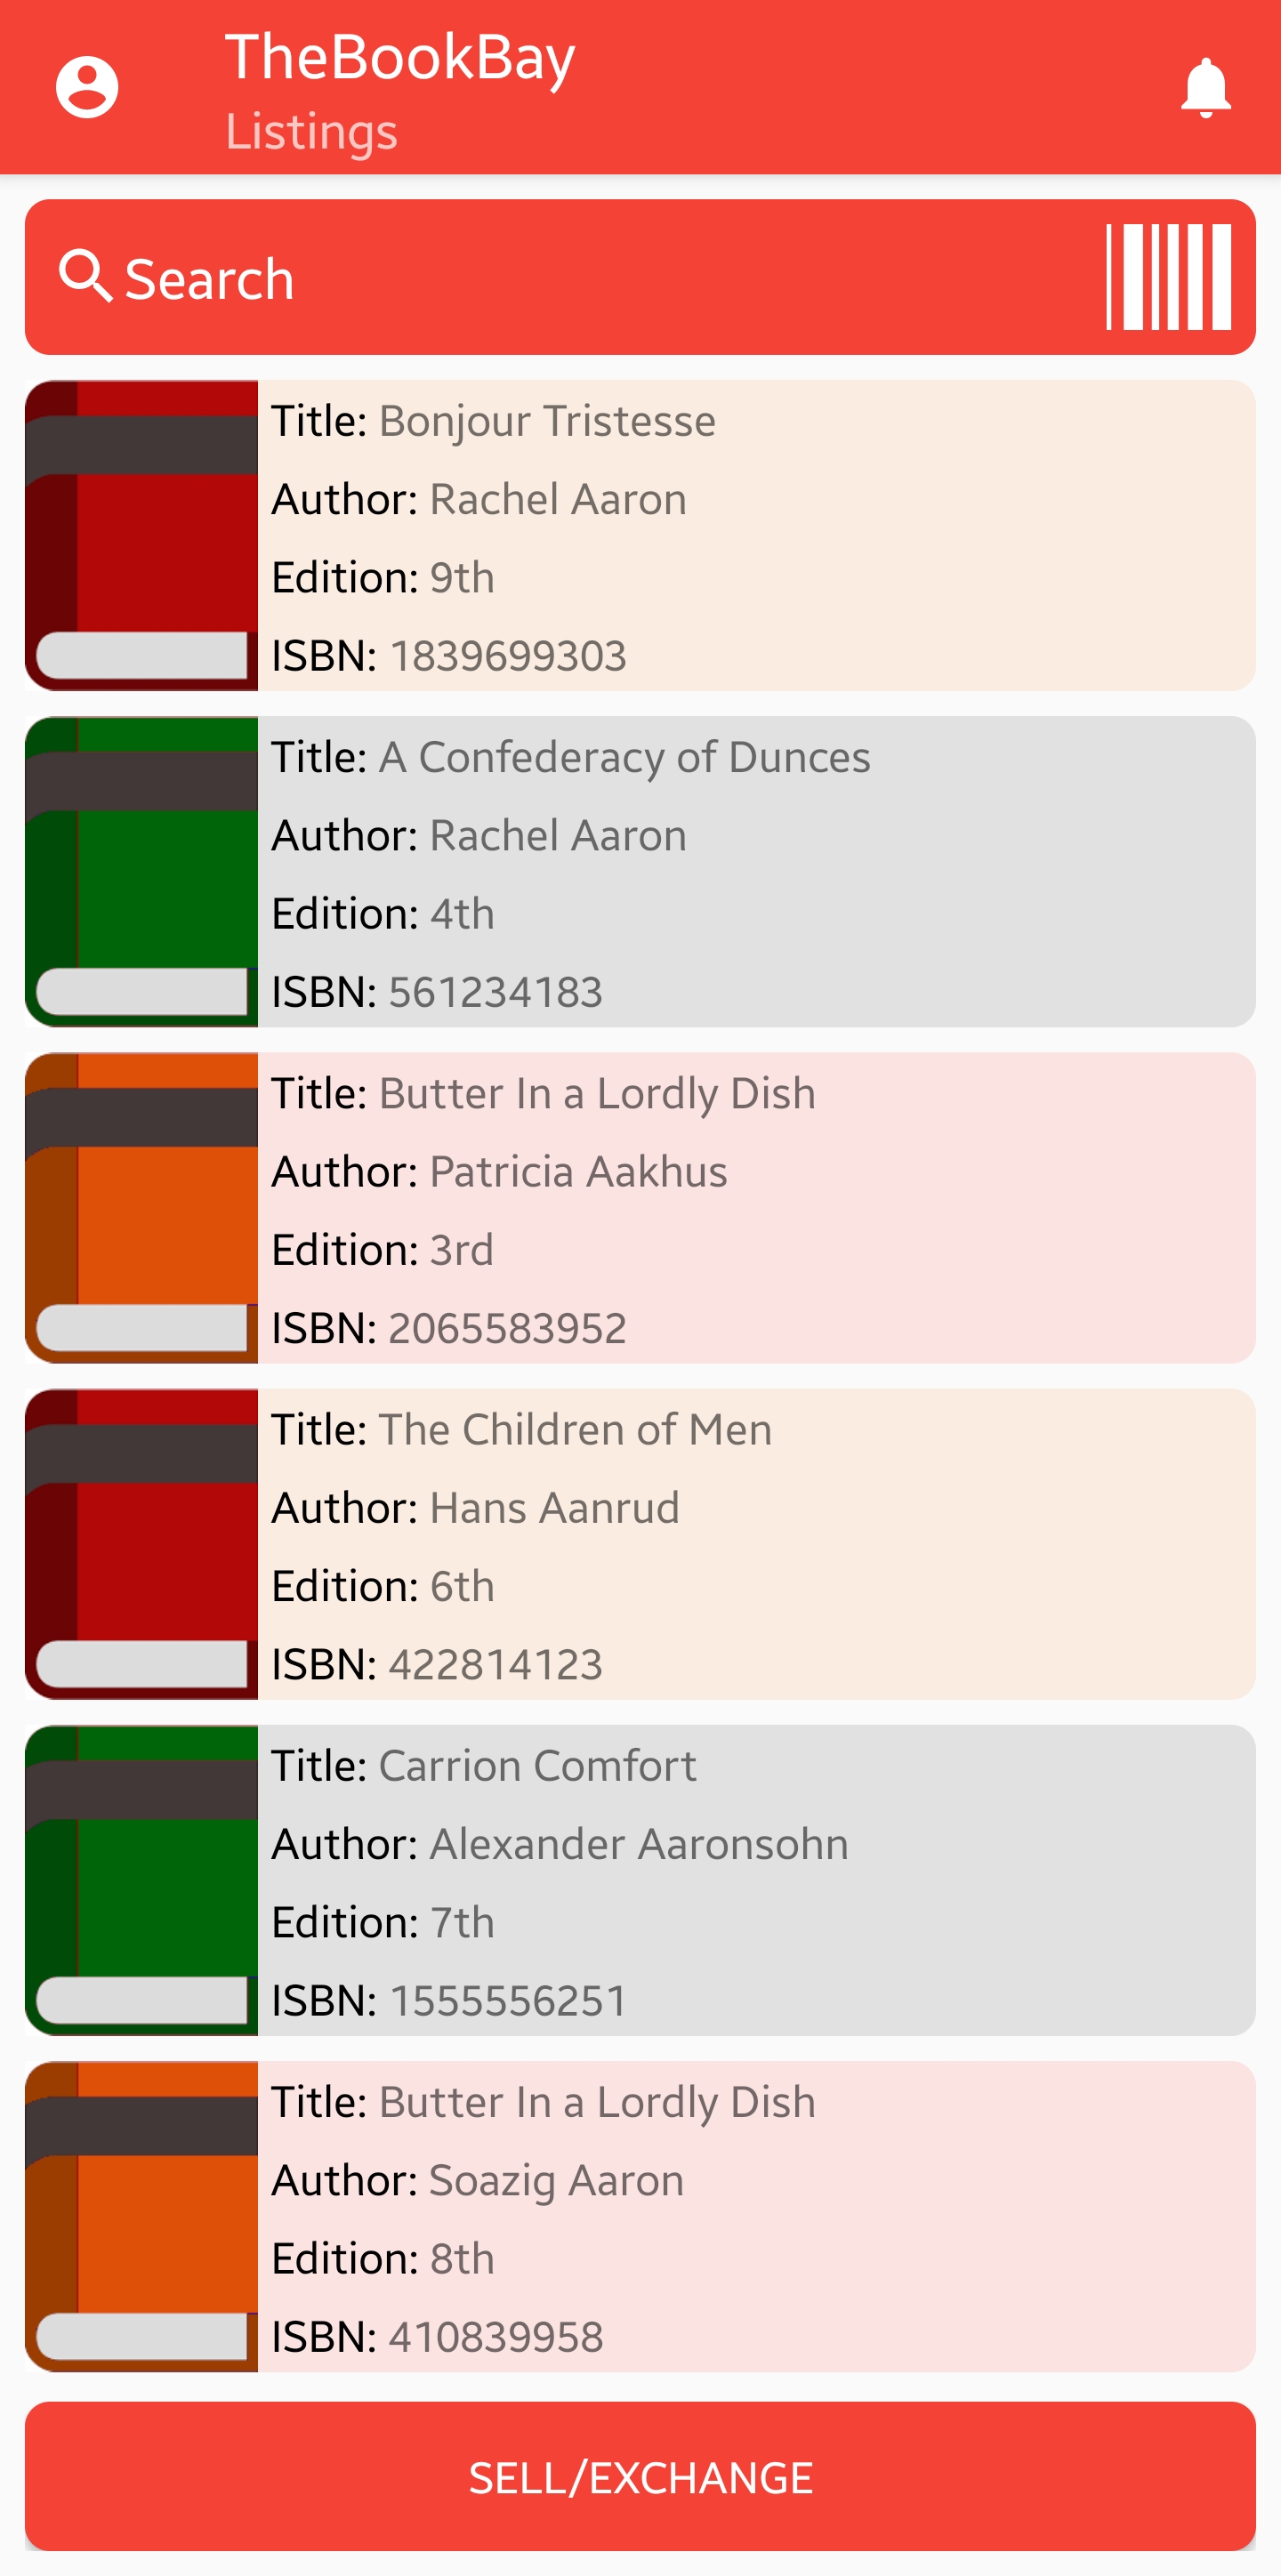 TheBookBay
Listings
Search
Title: Bonjour Tristesse
Author: Rachel Aaron
Edition: 9th
ISBN: 1839699303
Title: A Confederacy of Dunces
Author: Rachel Aaron
Edition: 4th
ISBN: 561234183
Title: Butter In a Lordly Dish
Author: Patricia Aakhus
Edition: 3rd
ISBN: 2065583952
Title: The Children of Men
Author: Hans Aanrud
Edition: 6th
ISBN: 422814123
Title: Carrion Comfort
Author: Alexander Aaronsohn
Edition: 7th
ISBN: 1555556251
Title: Butter In a Lordly Dish
Author: Soazig Aaron
Edition: 8th
ISBN: 410839958
SELL/EXCHANGE